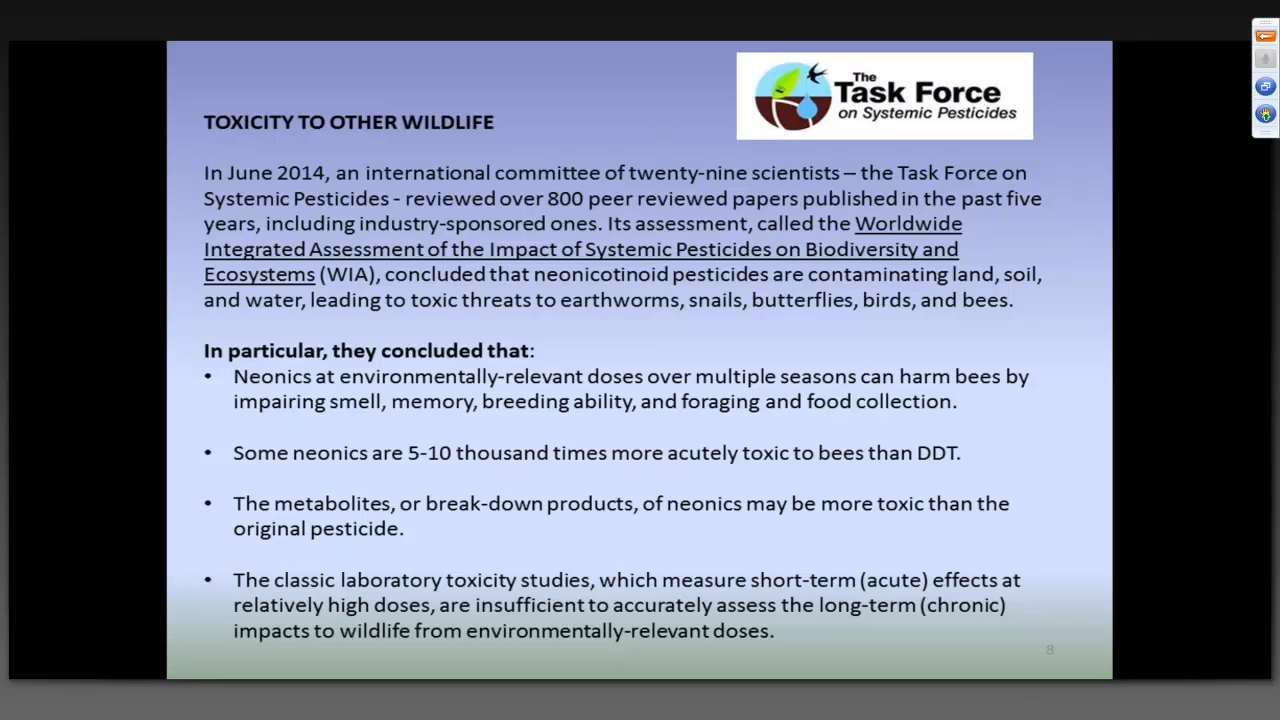 The
Task Force
on Systemic Pesticides
TOXICITY TO OTHER WILDLIFE
In June 2014, an international committee of twenty-nine scientists – the Task Force on
Systemic Pesticides - reviewed over 800 peer reviewed papers published in the past five
years, including industry-sponsored ones. Its assessment, called the Worldwide
Integrated Assessment of the Impact of Systemic Pesticides on Biodiversity and
Ecosystems (WIA), concluded that neonicotinoid pesticides are contaminating land, soil,
and water, leading to toxic threats to earthworms, snails, butterflies, birds, and bees.
In particular, they concluded that:
• Neonics at environmentally-relevant doses over multiple seasons can harm bees by
impairing smell, memory, breeding ability, and foraging and food collection.
• Some neonics are 5-10 thousand times more acutely toxic to bees than DDT.
• The metabolites, or break-down products, of neonics may be more toxic than the
original pesticide.
• The classic laboratory toxicity studies, which measure short-term (acute) effects at
relatively high doses, are insufficient to accurately assess the long-term (chronic)
impacts to wildlife from environmentally-relevant doses.
8